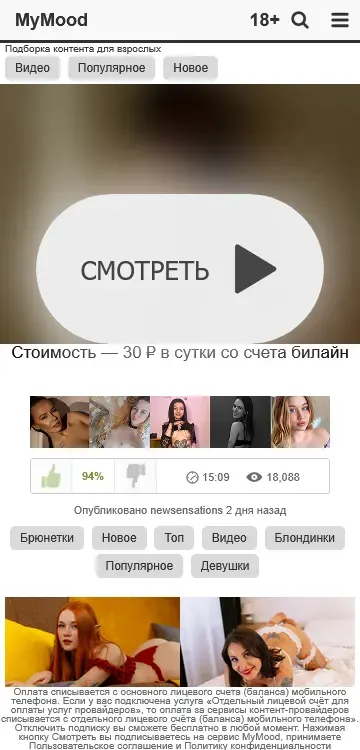 MyMood 18+
Подборка контента для взрослых
Видео Популярное Новое
СМОТРЕТЬ
Стоимость — 30 ₽ в сутки со счета билайн
94% 15:09 18,088
Опубликовано newsensations 2 дня назад
Брюнетки Новое Топ Видео Блондинки
Популярное Девушки
Оплата списывается с основного лицевого счета (баланса) мобильного
телефона. Если у вас подключена услуга «Отдельный лицевой счёт для
оплаты услуг провайдеров», то оплата за сервисы контент-провайдеров
списывается с отдельного лицевого счёта (баланса) мобильного телефона».
Отключить подписку вы сможете бесплатно в любой момент. Нажимая
кнопку Смотреть вы подписываетесь на сервис MyMood, принимаете
Пользовательское соглашение и Политику конфиденциальности